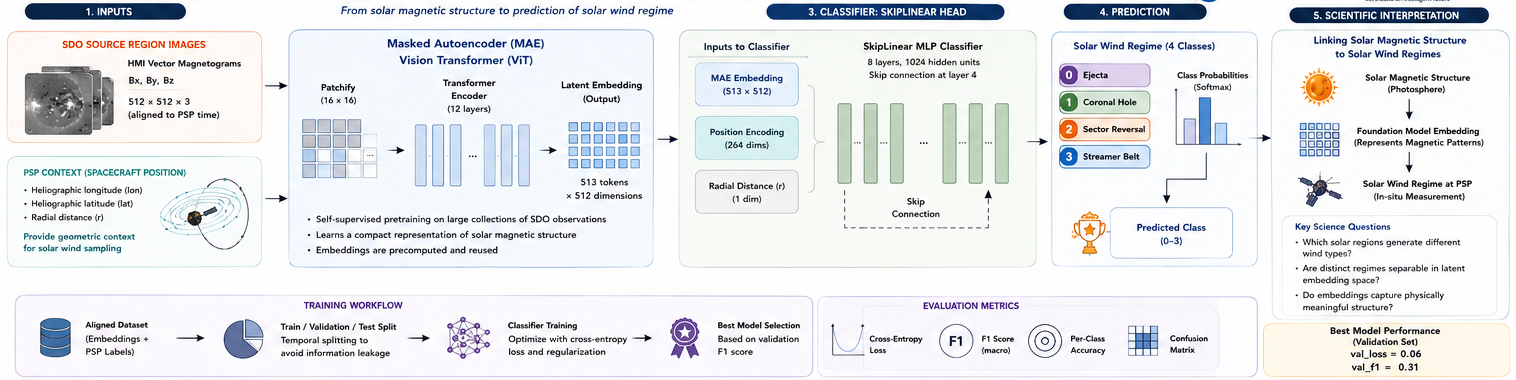 1. INPUTS
From solar magnetic structure to prediction of solar wind regime
3. CLASSIFIER: SKIPLINEAR HEAD
4. PREDICTION
5. SCIENTIFIC INTERPRETATION
SDO SOURCE REGION IMAGES
HMI Vector Magnetograms
Bx, By, Bz
512 × 512 × 3
(aligned to PSP time)
PSP CONTEXT (SPACECRAFT POSITION)
• Heliographic longitude (lon)
• Heliographic latitude (lat)
• Radial distance (r)
Provide geometric context
for solar wind sampling
Masked Autoencoder (MAE)
Vision Transformer (ViT)
Patchify
(16 × 16)
...
Transformer
Encoder
(12 layers)
...
Latent Embedding
(Output)
513 tokens
× 512 dimensions
• Self-supervised pretraining on large collections of SDO observations
• Learns a compact representation of solar magnetic structure
• Embeddings are precomputed and reused
Inputs to Classifier
MAE Embedding
(513 × 512)
Position Encoding
(264 dims)
Radial Distance (r)
(1 dim)
SkipLinear MLP Classifier
8 layers, 1024 hidden units
Skip connection at layer 4
... ... ...
Skip
Connection
Solar Wind Regime (4 Classes)
0 Ejecta
1 Coronal Hole
2 Sector Reversal
3 Streamer Belt
Class Probabilities
(Softmax)
Predicted Class
(0–3)
Linking Solar Magnetic Structure
to Solar Wind Regimes
Solar Magnetic Structure
(Photosphere)
Foundation Model Embedding
(Represents Magnetic Patterns)
Solar Wind Regime at PSP
(In-situ Measurement)
Key Science Questions
• Which solar regions generate different
wind types?
• Are distinct regimes separable in latent
embedding space?
• Do embeddings capture physically
meaningful structure?
TRAINING WORKFLOW
Aligned Dataset
(Embeddings +
PSP Labels)
Train / Validation / Test Split
Temporal splitting to
avoid information leakage
Classifier Training
Optimize with cross-entropy
loss and regularization
Best Model Selection
Based on validation
F1 score
EVALUATION METRICS
Cross-Entropy
Loss
F1
F1 Score
(macro)
Per-Class
Accuracy
Confusion
Matrix
Best Model Performance
(Validation Set)
val_loss = 0.06
val_f1 = 0.31